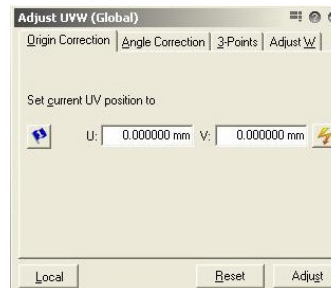 Adjust UVW (Global)
Origin Correction Angle Correction 3-Points Adjust W
Set current UV position to
U: 0.000000 mm V: 0.000000 mm
Local Reset Adjust